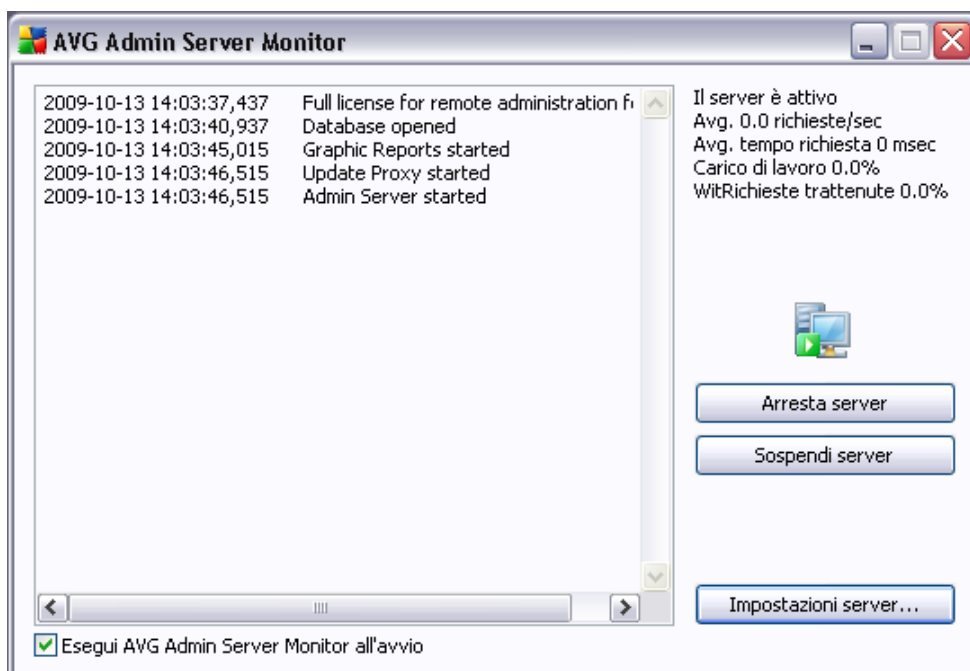 AVG Admin Server Monitor
2009-10-13 14:03:37,437 Full license for remote administration f
2009-10-13 14:03:40,937 Database opened
2009-10-13 14:03:45,015 Graphic Reports started
2009-10-13 14:03:46,515 Update Proxy started
2009-10-13 14:03:46,515 Admin Server started
Il server è attivo
Avg. 0.0 richieste/sec
Avg. tempo richiesta 0 msec
Carico di lavoro 0.0%
WitRichieste trattenute 0.0%
Arresta server
Sospendi server
Impostazioni server...
Esegui AVG Admin Server Monitor all'avvio